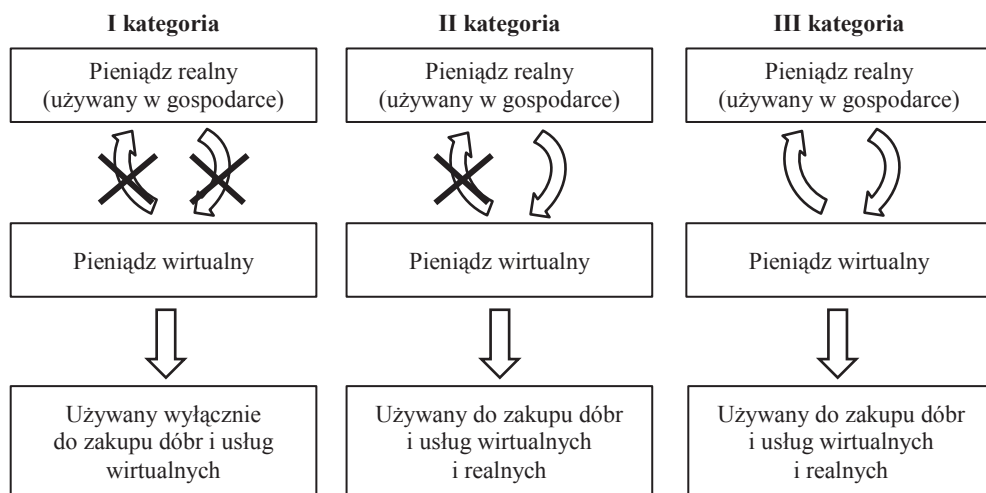 I kategoria
Pieniądz realny
(używany w gospodarce)
Pieniądz wirtualny
Używany wyłącznie
do zakupu dóbr i usług
wirtualnych
II kategoria
Pieniądz realny
(używany w gospodarce)
Pieniądz wirtualny
Używany do zakupu dóbr
i usług wirtualnych
i realnych
III kategoria
Pieniądz realny
(używany w gospodarce)
Pieniądz wirtualny
Używany do zakupu dóbr
i usług wirtualnych
i realnych